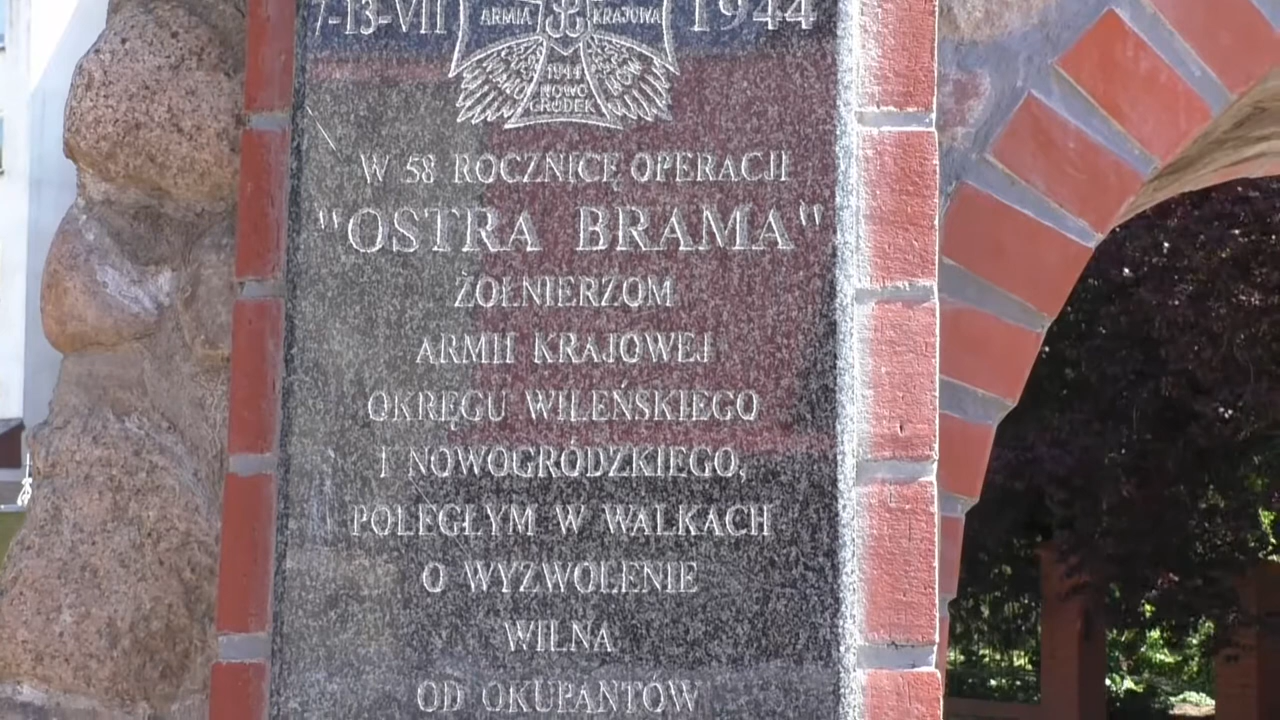 7-13-VII 1944
ARMIA KRAJOWA
1944
NOWO
GRÓDEK
W 58 ROCZNICĘ OPERACJI
"OSTRA BRAMA"
ŻOŁNIERZOM
ARMII KRAJOWEJ
OKRĘGU WILEŃSKIEGO
I NOWOGRÓDZKIEGO,
POLEGŁYM W WALKACH
O WYZWOLENIE
WILNA
OD OKUPANTÓW